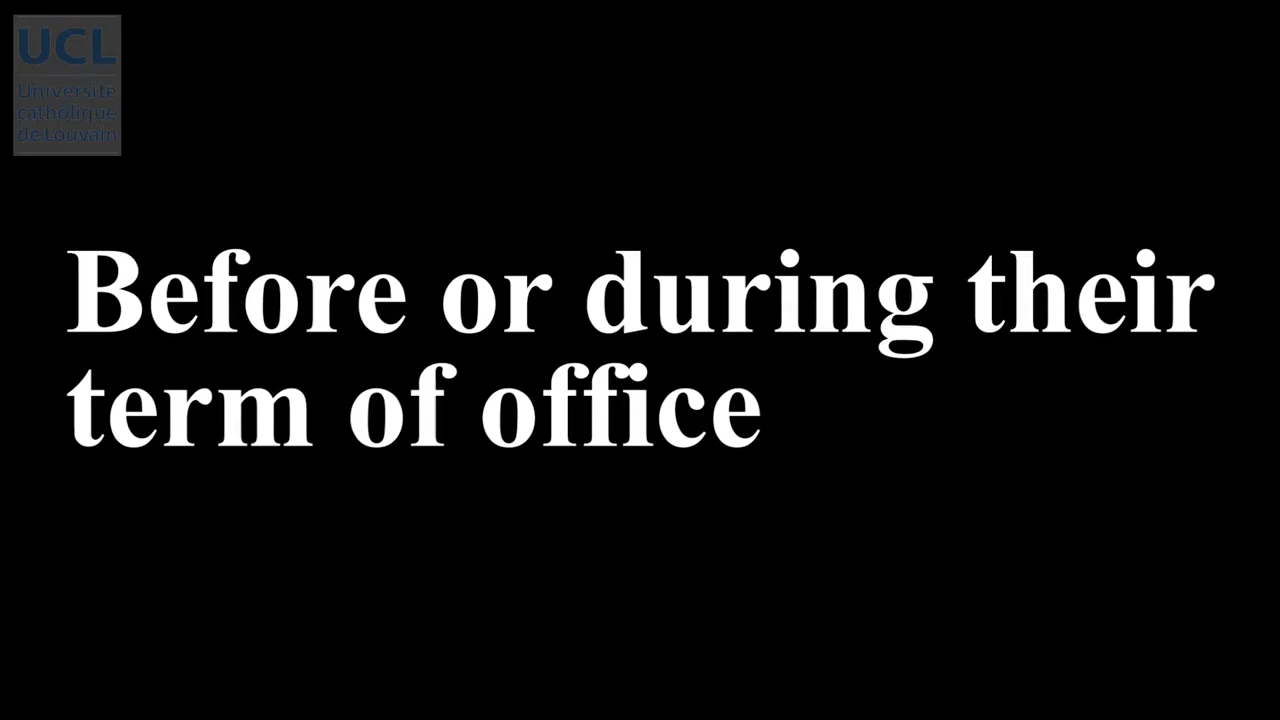 UCL
Université
catholique
de Louvain
Before or during their
term of office